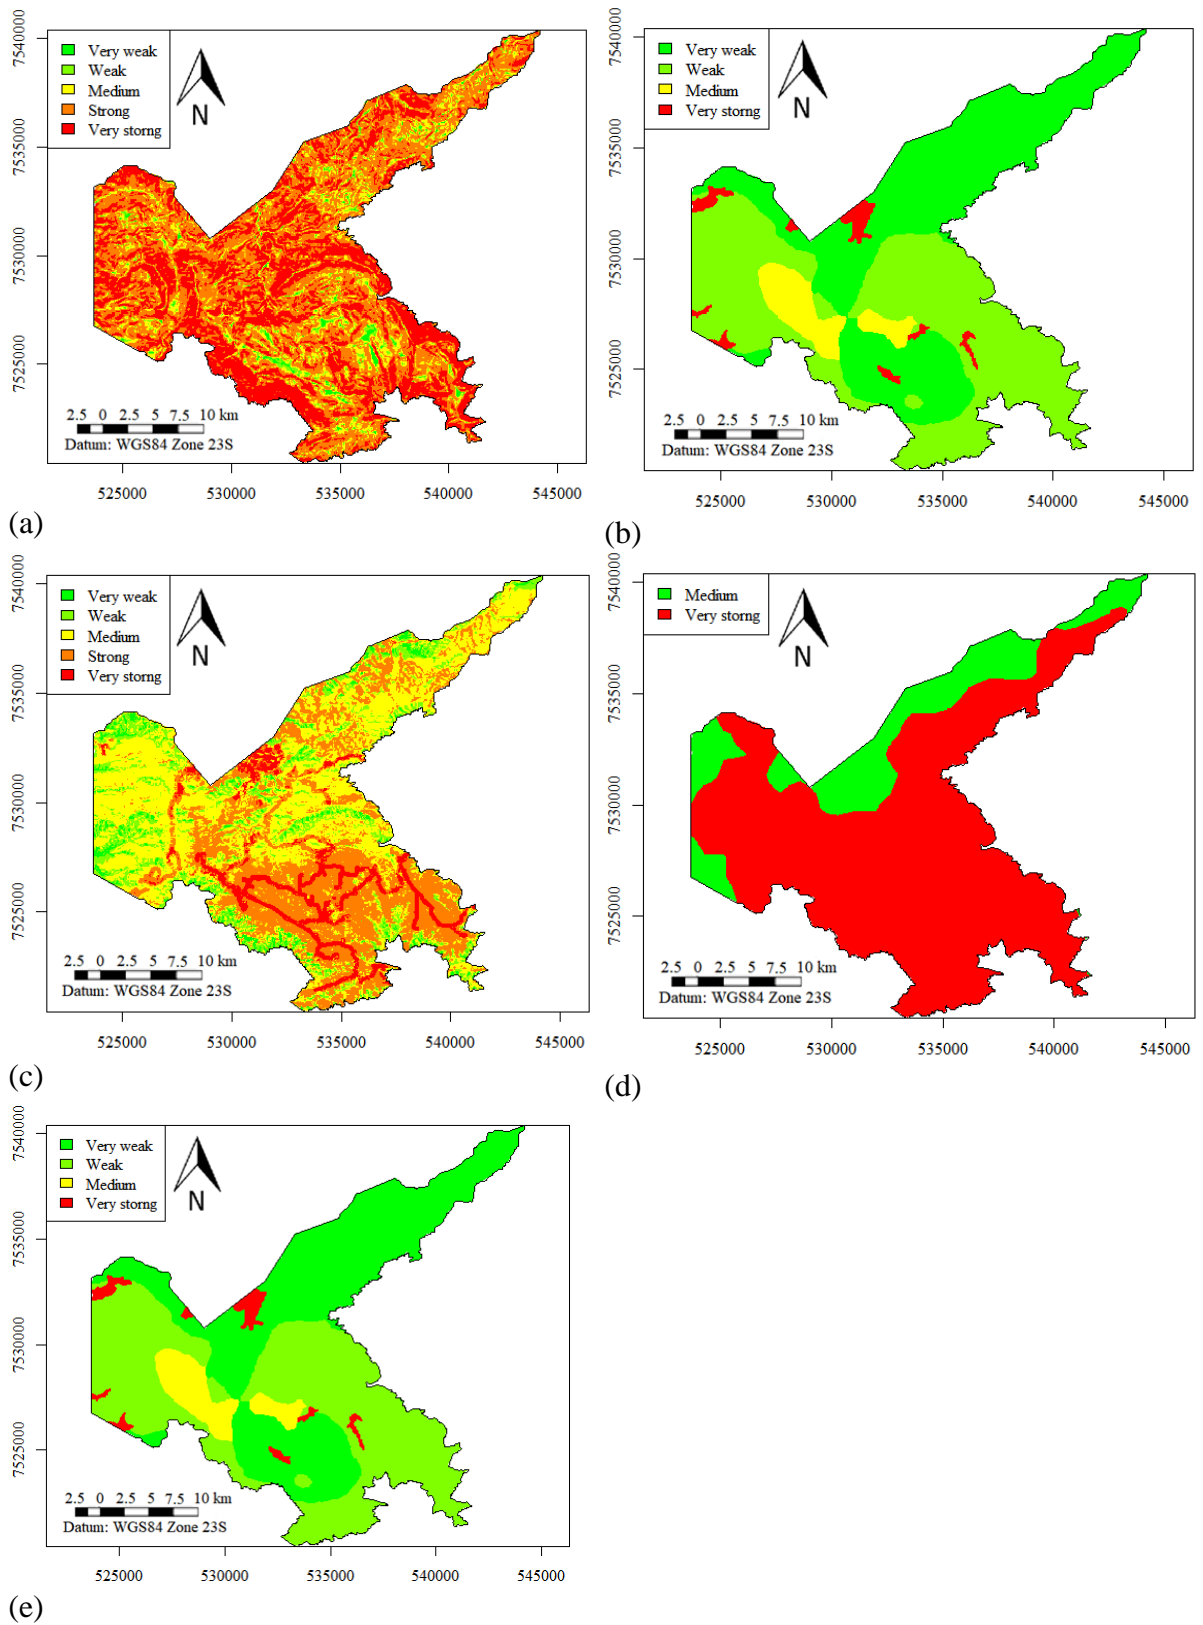 Very weak
Weak
Medium
Strong
Very storng
N
2.5 0 2.5 5 7.5 10 km
Datum: WGS84 Zone 23S
7540000
7535000
7530000
7525000
525000 530000 535000 540000 545000
(a)
Very weak
Weak
Medium
Very storng
N
2.5 0 2.5 5 7.5 10 km
Datum: WGS84 Zone 23S
7540000
7535000
7530000
7525000
525000 530000 535000 540000 545000
(b)
Very weak
Weak
Medium
Strong
Very storng
N
2.5 0 2.5 5 7.5 10 km
Datum: WGS84 Zone 23S
7540000
7535000
7530000
7525000
525000 530000 535000 540000 545000
(c)
Medium
Very storng
N
2.5 0 2.5 5 7.5 10 km
Datum: WGS84 Zone 23S
7540000
7535000
7530000
7525000
525000 530000 535000 540000 545000
(d)
Very weak
Weak
Medium
Very storng
N
2.5 0 2.5 5 7.5 10 km
Datum: WGS84 Zone 23S
7540000
7535000
7530000
7525000
525000 530000 535000 540000 545000
(e)